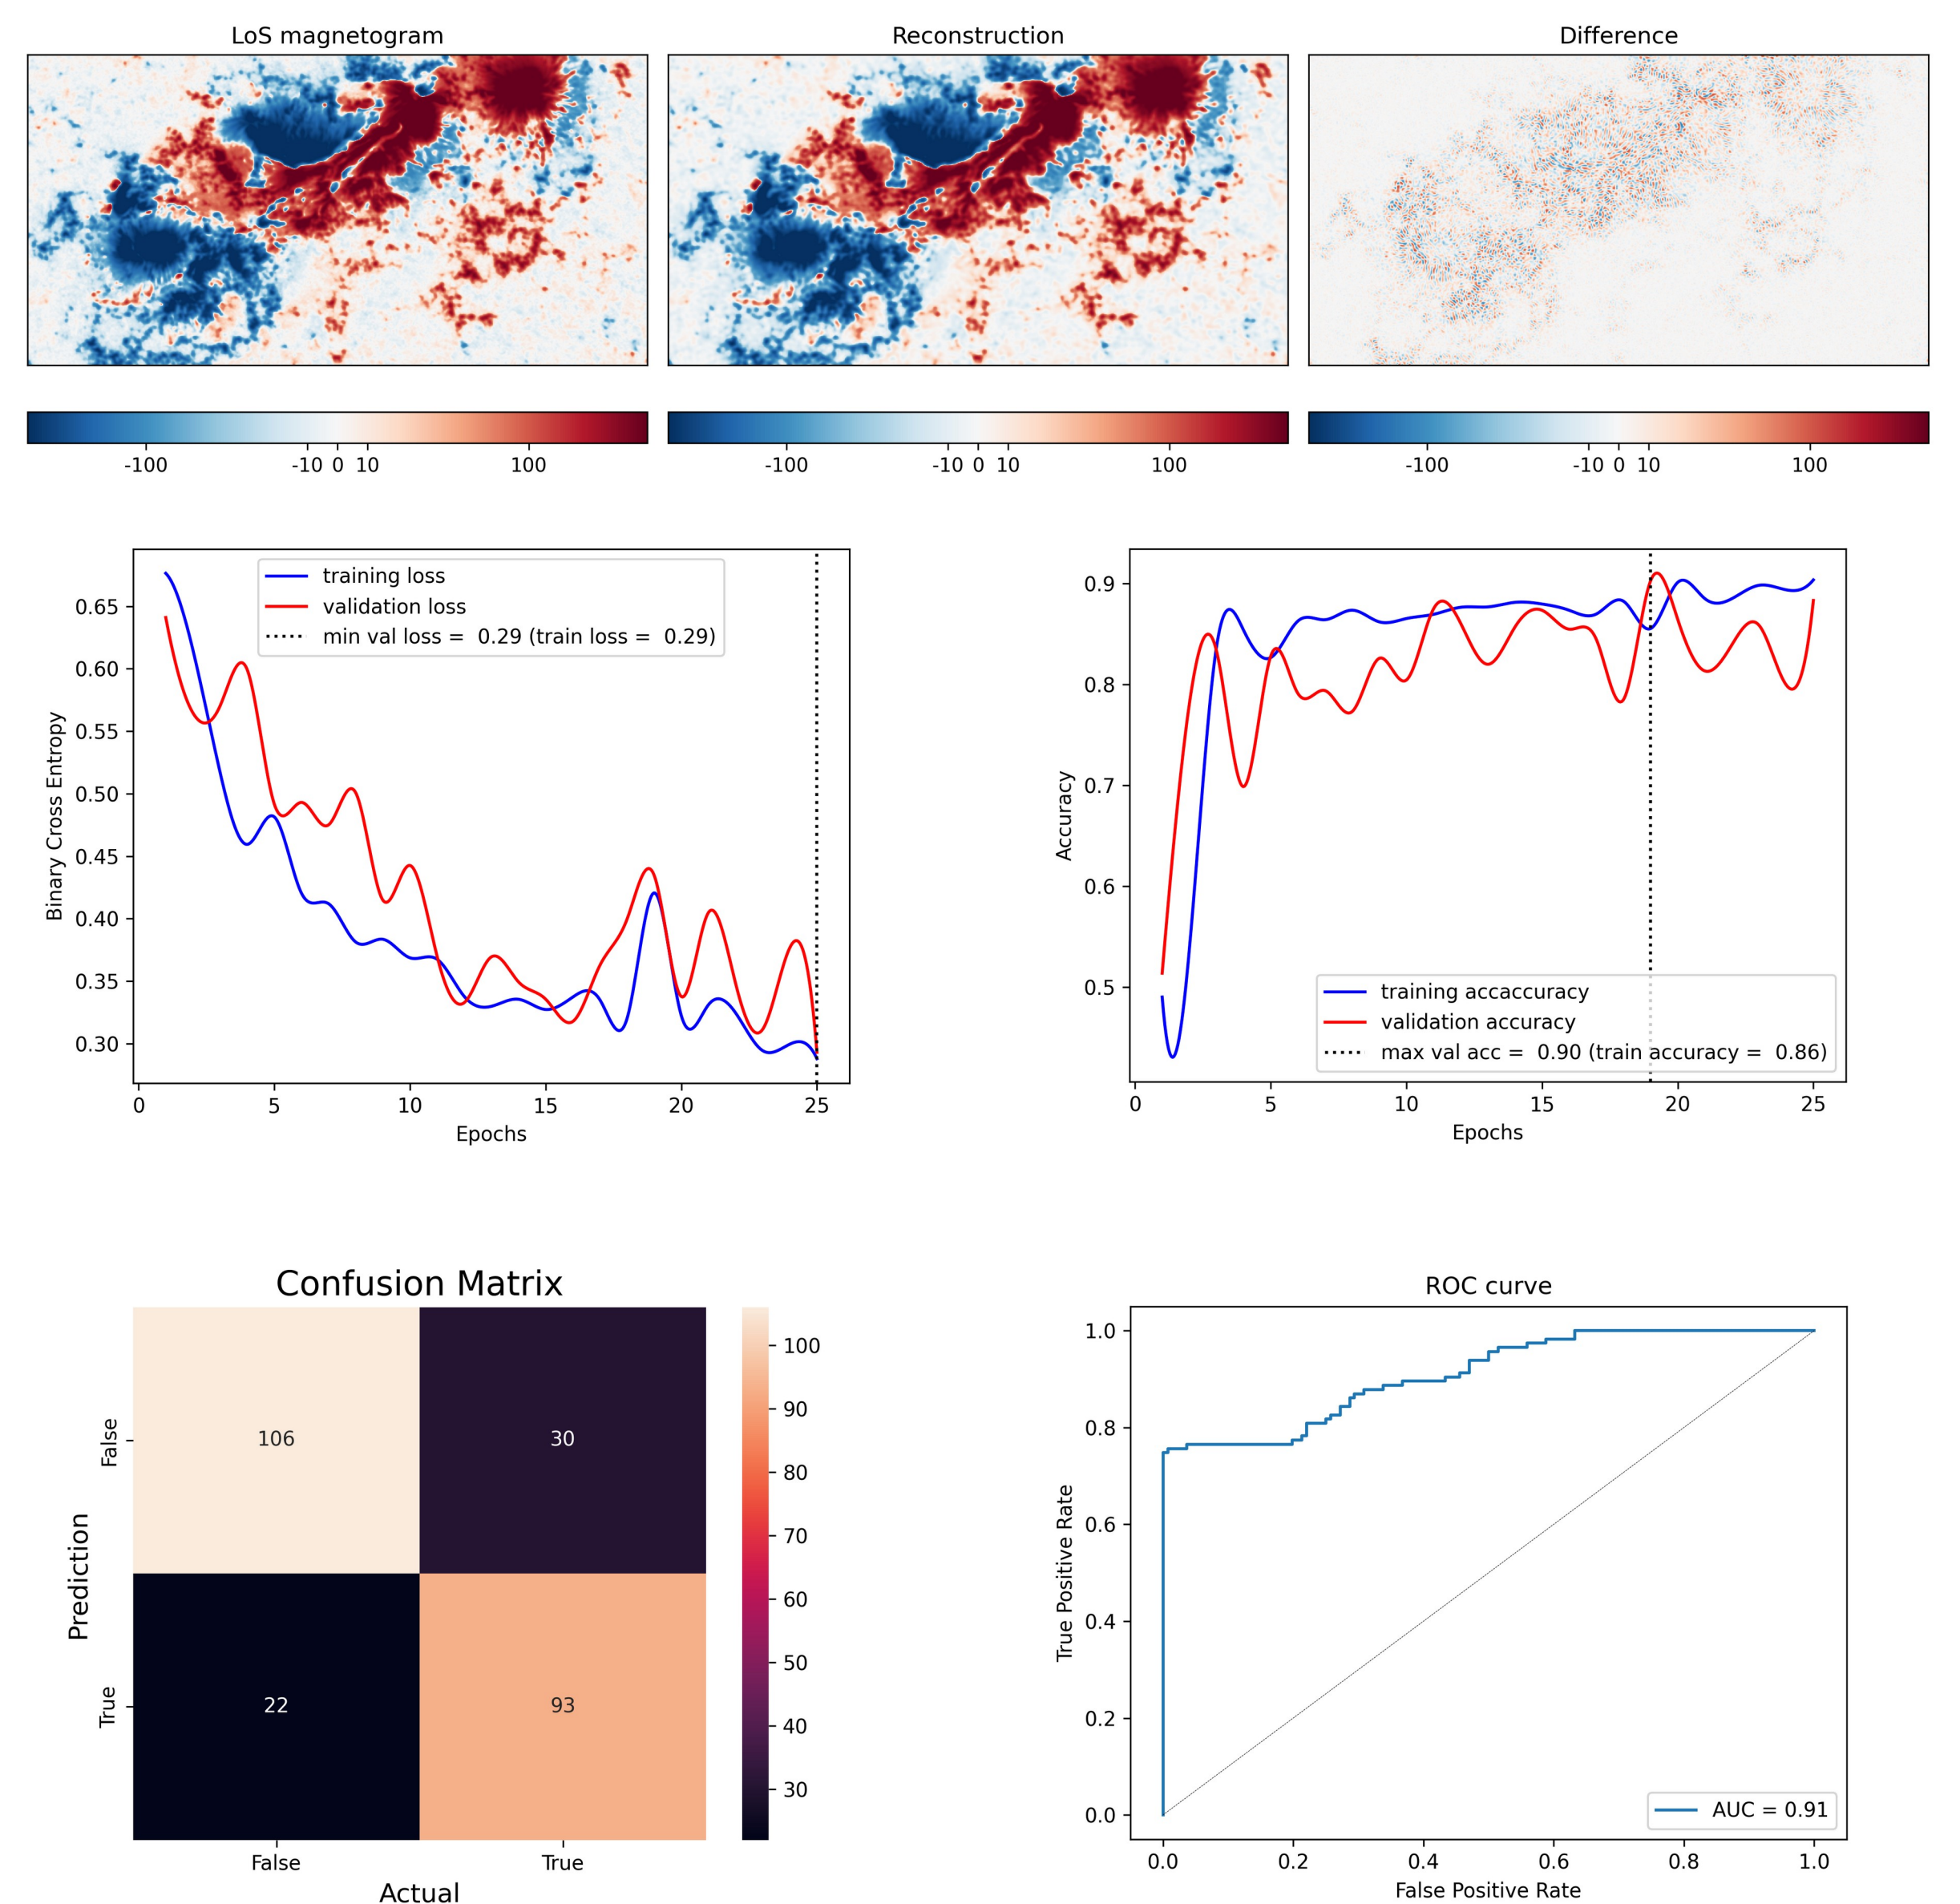 LoS magnetogram
Reconstruction
Difference
-100 -10 0 10 100
-100 -10 0 10 100
-100 -10 0 10 100
training loss
validation loss
min val loss =  0.29 (train loss =  0.29)
0.65
0.60
0.55
0.50
0.45
0.40
0.35
0.30
Binary Cross Entropy
0 5 10 15 20 25
Epochs
0.9
0.8
0.7
0.6
0.5
Accuracy
training accaccuracy
validation accuracy
max val acc =  0.90 (train accuracy =  0.86)
0 5 10 15 20 25
Epochs
Confusion Matrix
False
True
Prediction
106 30
22 93
100
90
80
70
60
50
40
30
False True
Actual
ROC curve
1.0
0.8
0.6
0.4
0.2
0.0
True Positive Rate
AUC = 0.91
0.0 0.2 0.4 0.6 0.8 1.0
False Positive Rate